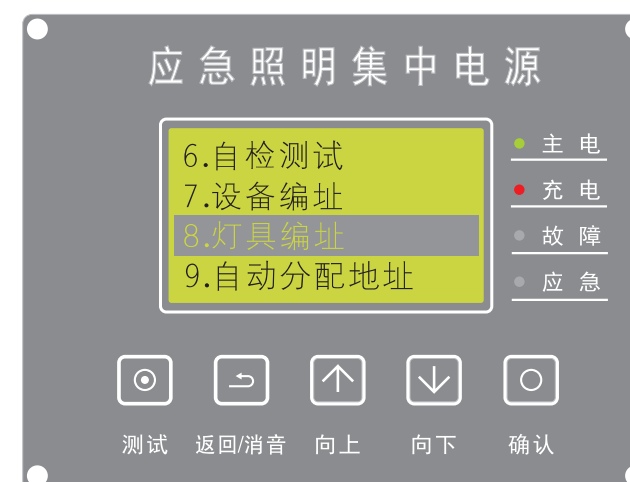 应急照明集中电源
6.自检测试
7.设备编址
8.灯具编址
9.自动分配地址
主电
充电
故障
应急
测试 返回/消音 向上 向下 确认